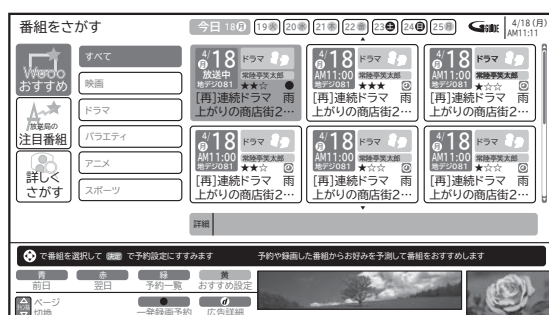 番組をさがす
今日 18㊊ 19㊋ 20㊌ 21㊍ 22㊎ 23㊏ 24㊐ 25㊊
Gガイド
4/18 (月)
AM11:11
Wooo
おすすめ
放送局の
注目番組
詳しく
さがす
すべて
映画
ドラマ
バラエティ
アニメ
スポーツ
4/18 ㊊ ドラマ
放送中 常陸亭笑太郎
地デジ081 ★★☆
[再]連続ドラマ 雨
上がりの商店街2…
4/18 ㊊ ドラマ
AM11:00 常陸亭笑太郎
地デジ081 ★★★
[再]連続ドラマ 雨
上がりの商店街2…
4/18 ㊊ ドラマ
AM11:00 常陸亭笑太郎
地デジ081 ★☆☆
[再]連続ドラマ 雨
上がりの商店街2…
4/18 ㊊ ドラマ
AM11:00 常陸亭笑太郎
地デジ081 ★★☆
[再]連続ドラマ 雨
上がりの商店街2…
4/18 ㊊ ドラマ
AM11:00 常陸亭笑太郎
地デジ081 ★☆☆
[再]連続ドラマ 雨
上がりの商店街2…
4/18 ㊊ ドラマ
AM11:00 常陸亭笑太郎
地デジ081 ★☆☆
[再]連続ドラマ 雨
上がりの商店街2…
詳細
で番組を選択して 決定 で予約設定にすすみます 予約や録画した番組からお好みを予測して番組をおすすめします
青 赤 緑 黄
前日 翌日 予約一覧 おすすめ設定
ページ
切換
● d
一発録画予約 広告詳細